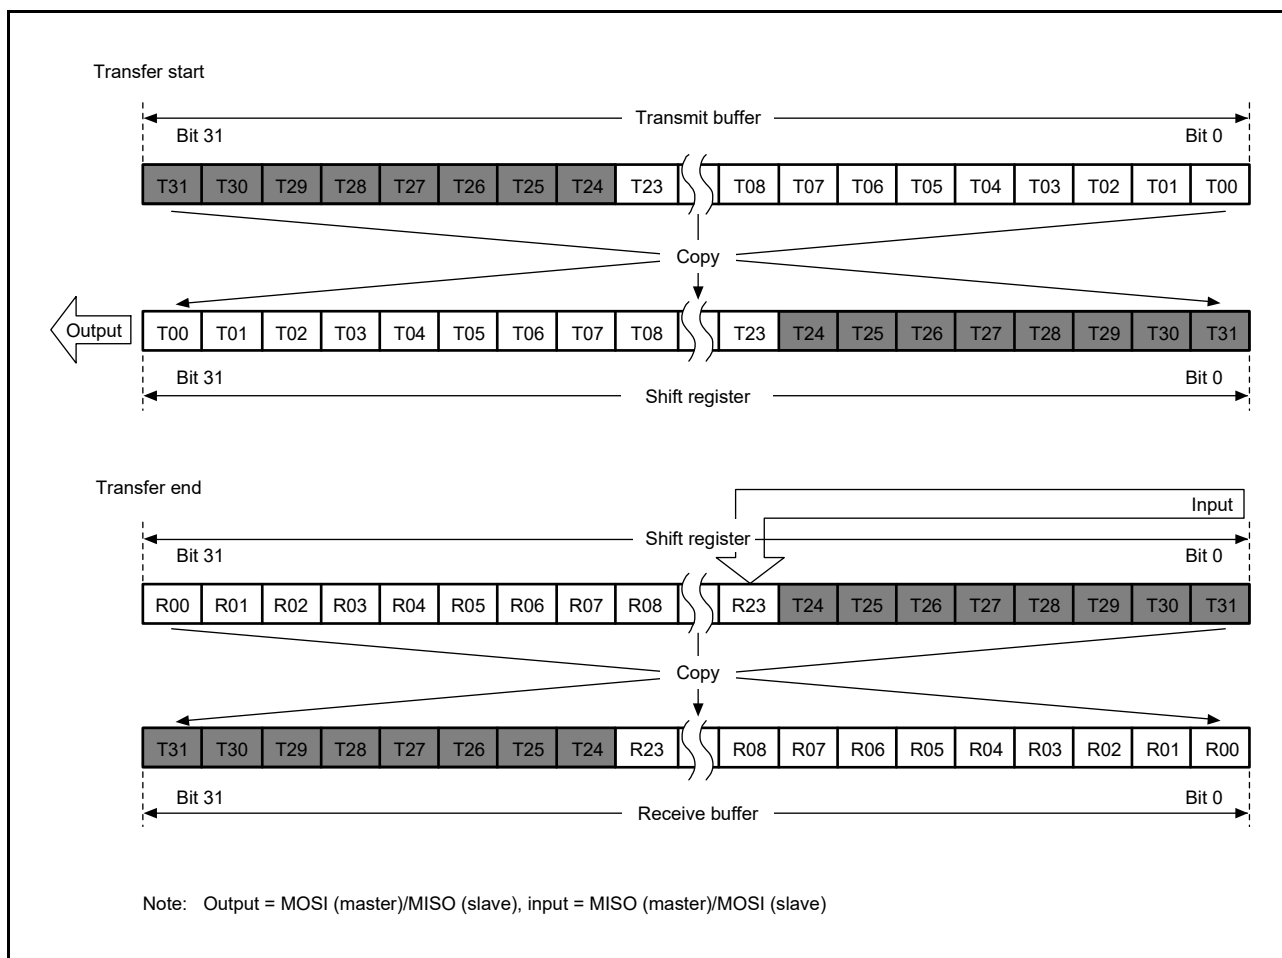 Transfer start
Transmit buffer
Bit 31 Bit 0
T31 T30 T29 T28 T27 T26 T25 T24 T23 T08 T07 T06 T05 T04 T03 T02 T01 T00
Copy
Output T00 T01 T02 T03 T04 T05 T06 T07 T08 T23 T24 T25 T26 T27 T28 T29 T30 T31
Bit 31 Bit 0
Shift register
Transfer end
Input
Shift register
Bit 31 Bit 0
R00 R01 R02 R03 R04 R05 R06 R07 R08 R23 T24 T25 T26 T27 T28 T29 T30 T31
Copy
T31 T30 T29 T28 T27 T26 T25 T24 R23 R08 R07 R06 R05 R04 R03 R02 R01 R00
Bit 31 Bit 0
Receive buffer
Note: Output = MOSI (master)/MISO (slave), input = MISO (master)/MOSI (slave)